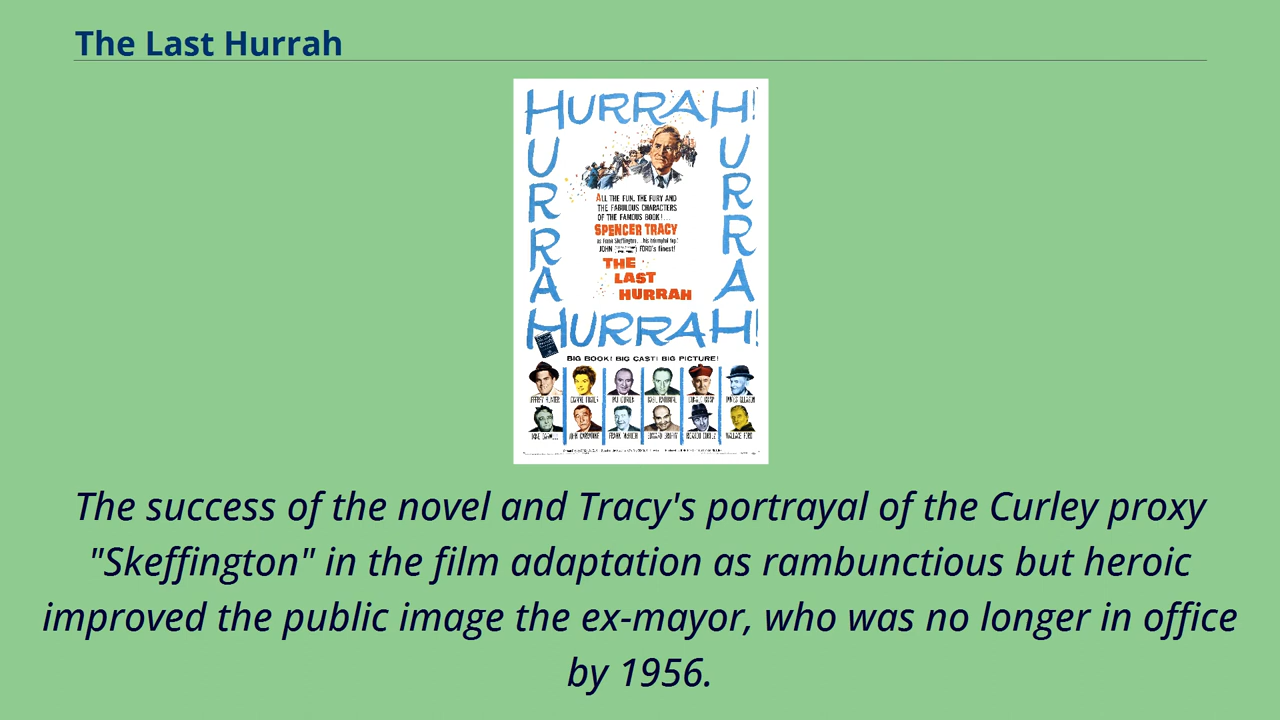 The Last Hurrah
HURRAH!
HURRA
HURRA
ALL THE FUN, THE FURY AND
THE FABULOUS CHARACTERS
OF THE FAMOUS BOOK!...
SPENCER TRACY
JOHN FORD'S finest!
THE
LAST
HURRAH
HURRAH!
BIG BOOK! BIG CAST! BIG PICTURE!
The success of the novel and Tracy's portrayal of the Curley proxy
"Skeffington" in the film adaptation as rambunctious but heroic
improved the public image the ex-mayor, who was no longer in office
by 1956.